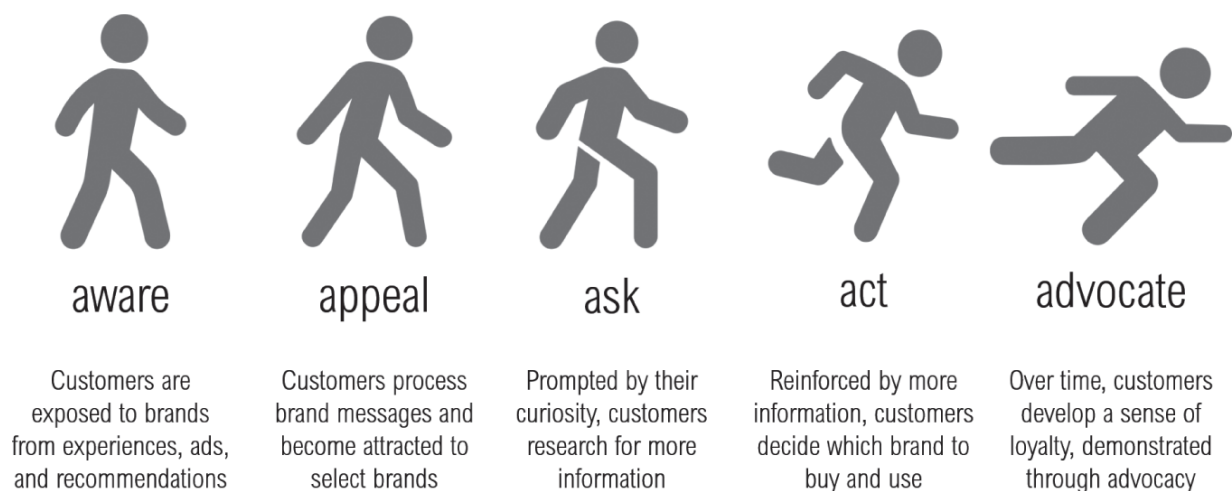 aware
Customers are
exposed to brands
from experiences, ads,
and recommendations
appeal
Customers process
brand messages and
become attracted to
select brands
ask
Prompted by their
curiosity, customers
research for more
information
act
Reinforced by more
information, customers
decide which brand to
buy and use
advocate
Over time, customers
develop a sense of
loyalty, demonstrated
through advocacy